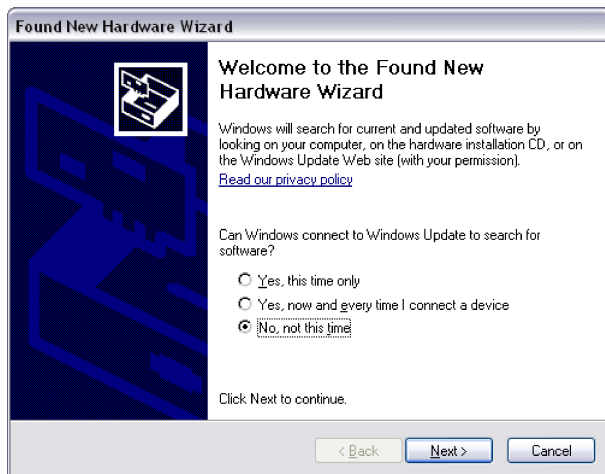 Found New Hardware Wizard
Welcome to the Found New
Hardware Wizard
Windows will search for current and updated software by
looking on your computer, on the hardware installation CD, or on
the Windows Update Web site (with your permission).
Read our privacy policy
Can Windows connect to Windows Update to search for
software?
Yes, this time only
Yes, now and every time I connect a device
No, not this time
Click Next to continue.
< Back Next > Cancel